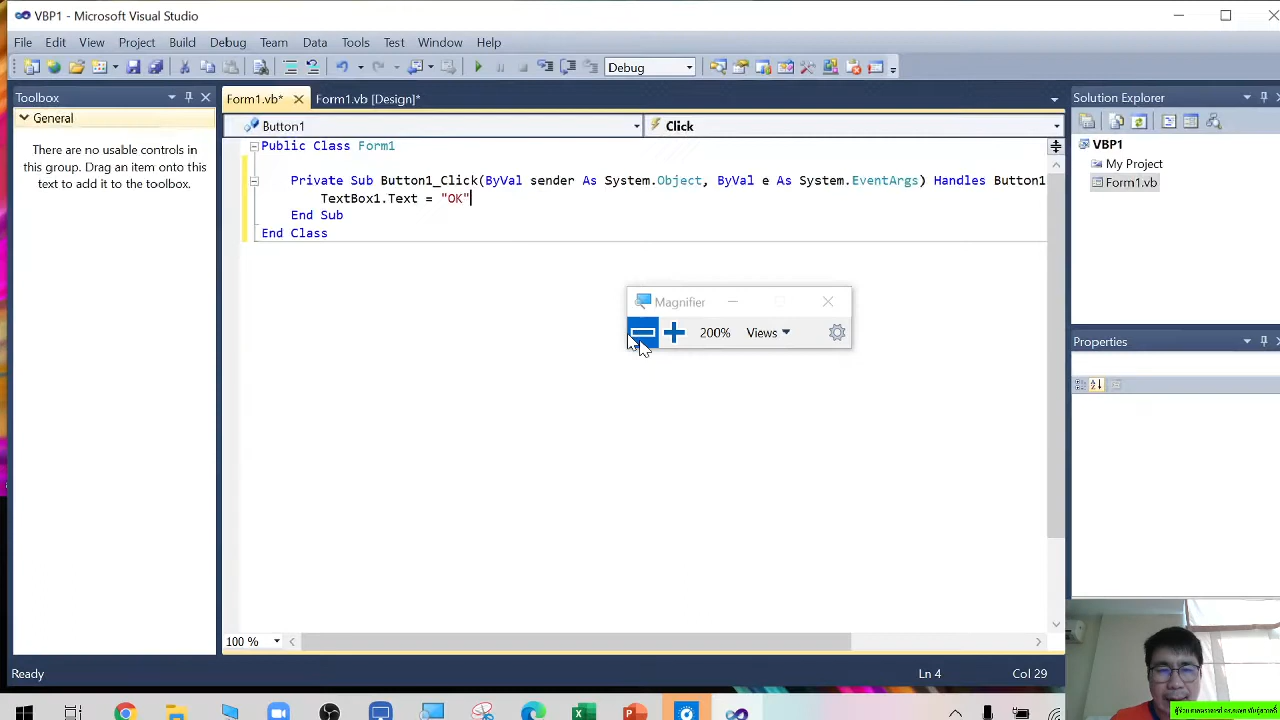 VBP1 - Microsoft Visual Studio
File Edit View Project Build Debug Team Data Tools Test Window Help
Debug
Toolbox
General
There are no usable controls in
this group. Drag an item onto this
text to add it to the toolbox.
Form1.vb*
Form1.vb [Design]*
Button1
Click
Public Class Form1
Private Sub Button1_Click(ByVal sender As System.Object, ByVal e As System.EventArgs) Handles Button1
TextBox1.Text = "OK"
End Sub
End Class
Magnifier
200% Views
100 %
Solution Explorer
VBP1
My Project
Form1.vb
Properties
Ready
Ln 4
Col 29